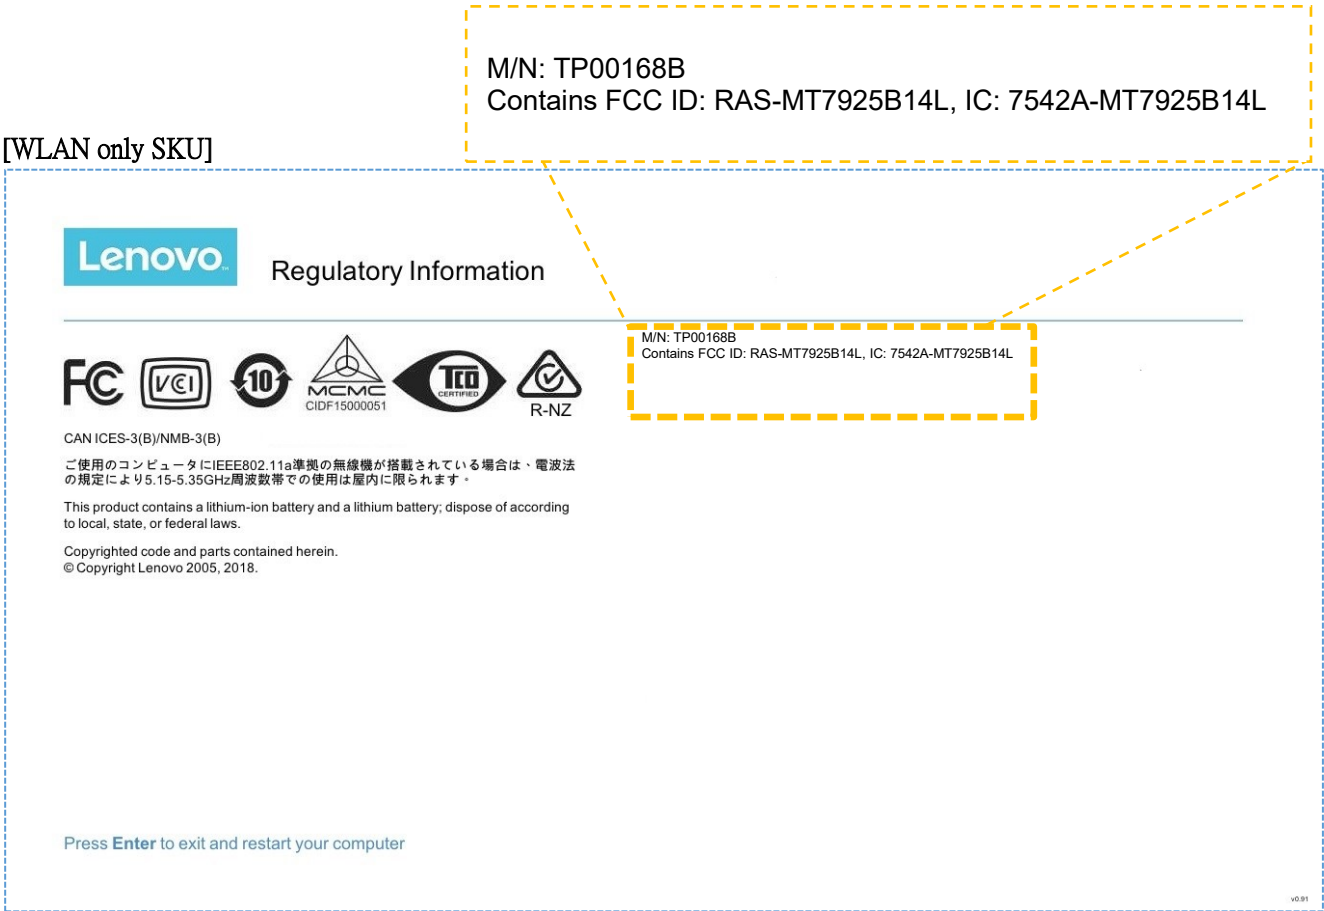 M/N: TP00168B
Contains FCC ID: RAS-MT7925B14L, IC: 7542A-MT7925B14L
[WLAN only SKU]
Lenovo™
Regulatory Information
M/N: TP00168B
Contains FCC ID: RAS-MT7925B14L, IC: 7542A-MT7925B14L
FC
VCI
10
MCMC
CIDF15000051
TCO
CERTIFIED
R-NZ
CAN ICES-3(B)/NMB-3(B)
ご使用のコンピュータにIEEE802.11a準拠の無線機が搭載されている場合は、電波法
の規定により5.15-5.35GHz周波数帯での使用は屋内に限られます。
This product contains a lithium-ion battery and a lithium battery; dispose of according
to local, state, or federal laws.
Copyrighted code and parts contained herein.
© Copyright Lenovo 2005, 2018.
Press Enter to exit and restart your computer
v0.91